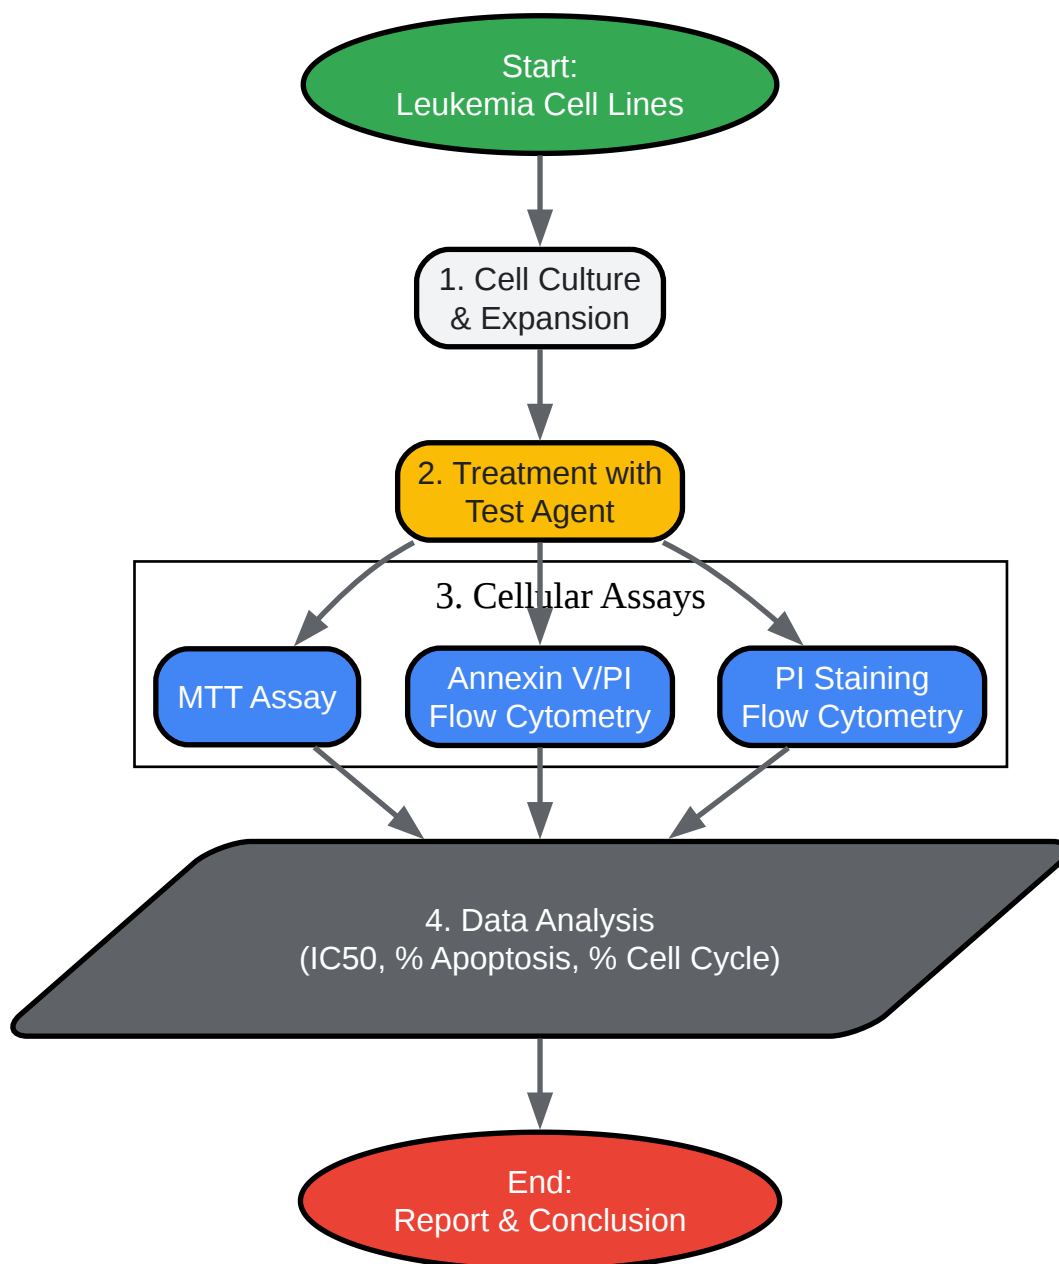 Start:
Leukemia Cell Lines
1. Cell Culture
& Expansion
2. Treatment with
Test Agent
3. Cellular Assays
MTT Assay
Annexin V/PI
Flow Cytometry
PI Staining
Flow Cytometry
4. Data Analysis
(IC50, % Apoptosis, % Cell Cycle)
End:
Report & Conclusion